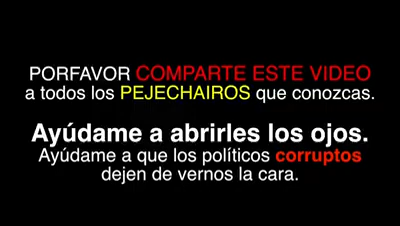 PORFAVOR COMPARTE ESTE VIDEO
a todos los PEJECHAIROS que conozcas.
Ayúdame a abrirles los ojos.
Ayúdame a que los políticos corruptos
dejen de vernos la cara.